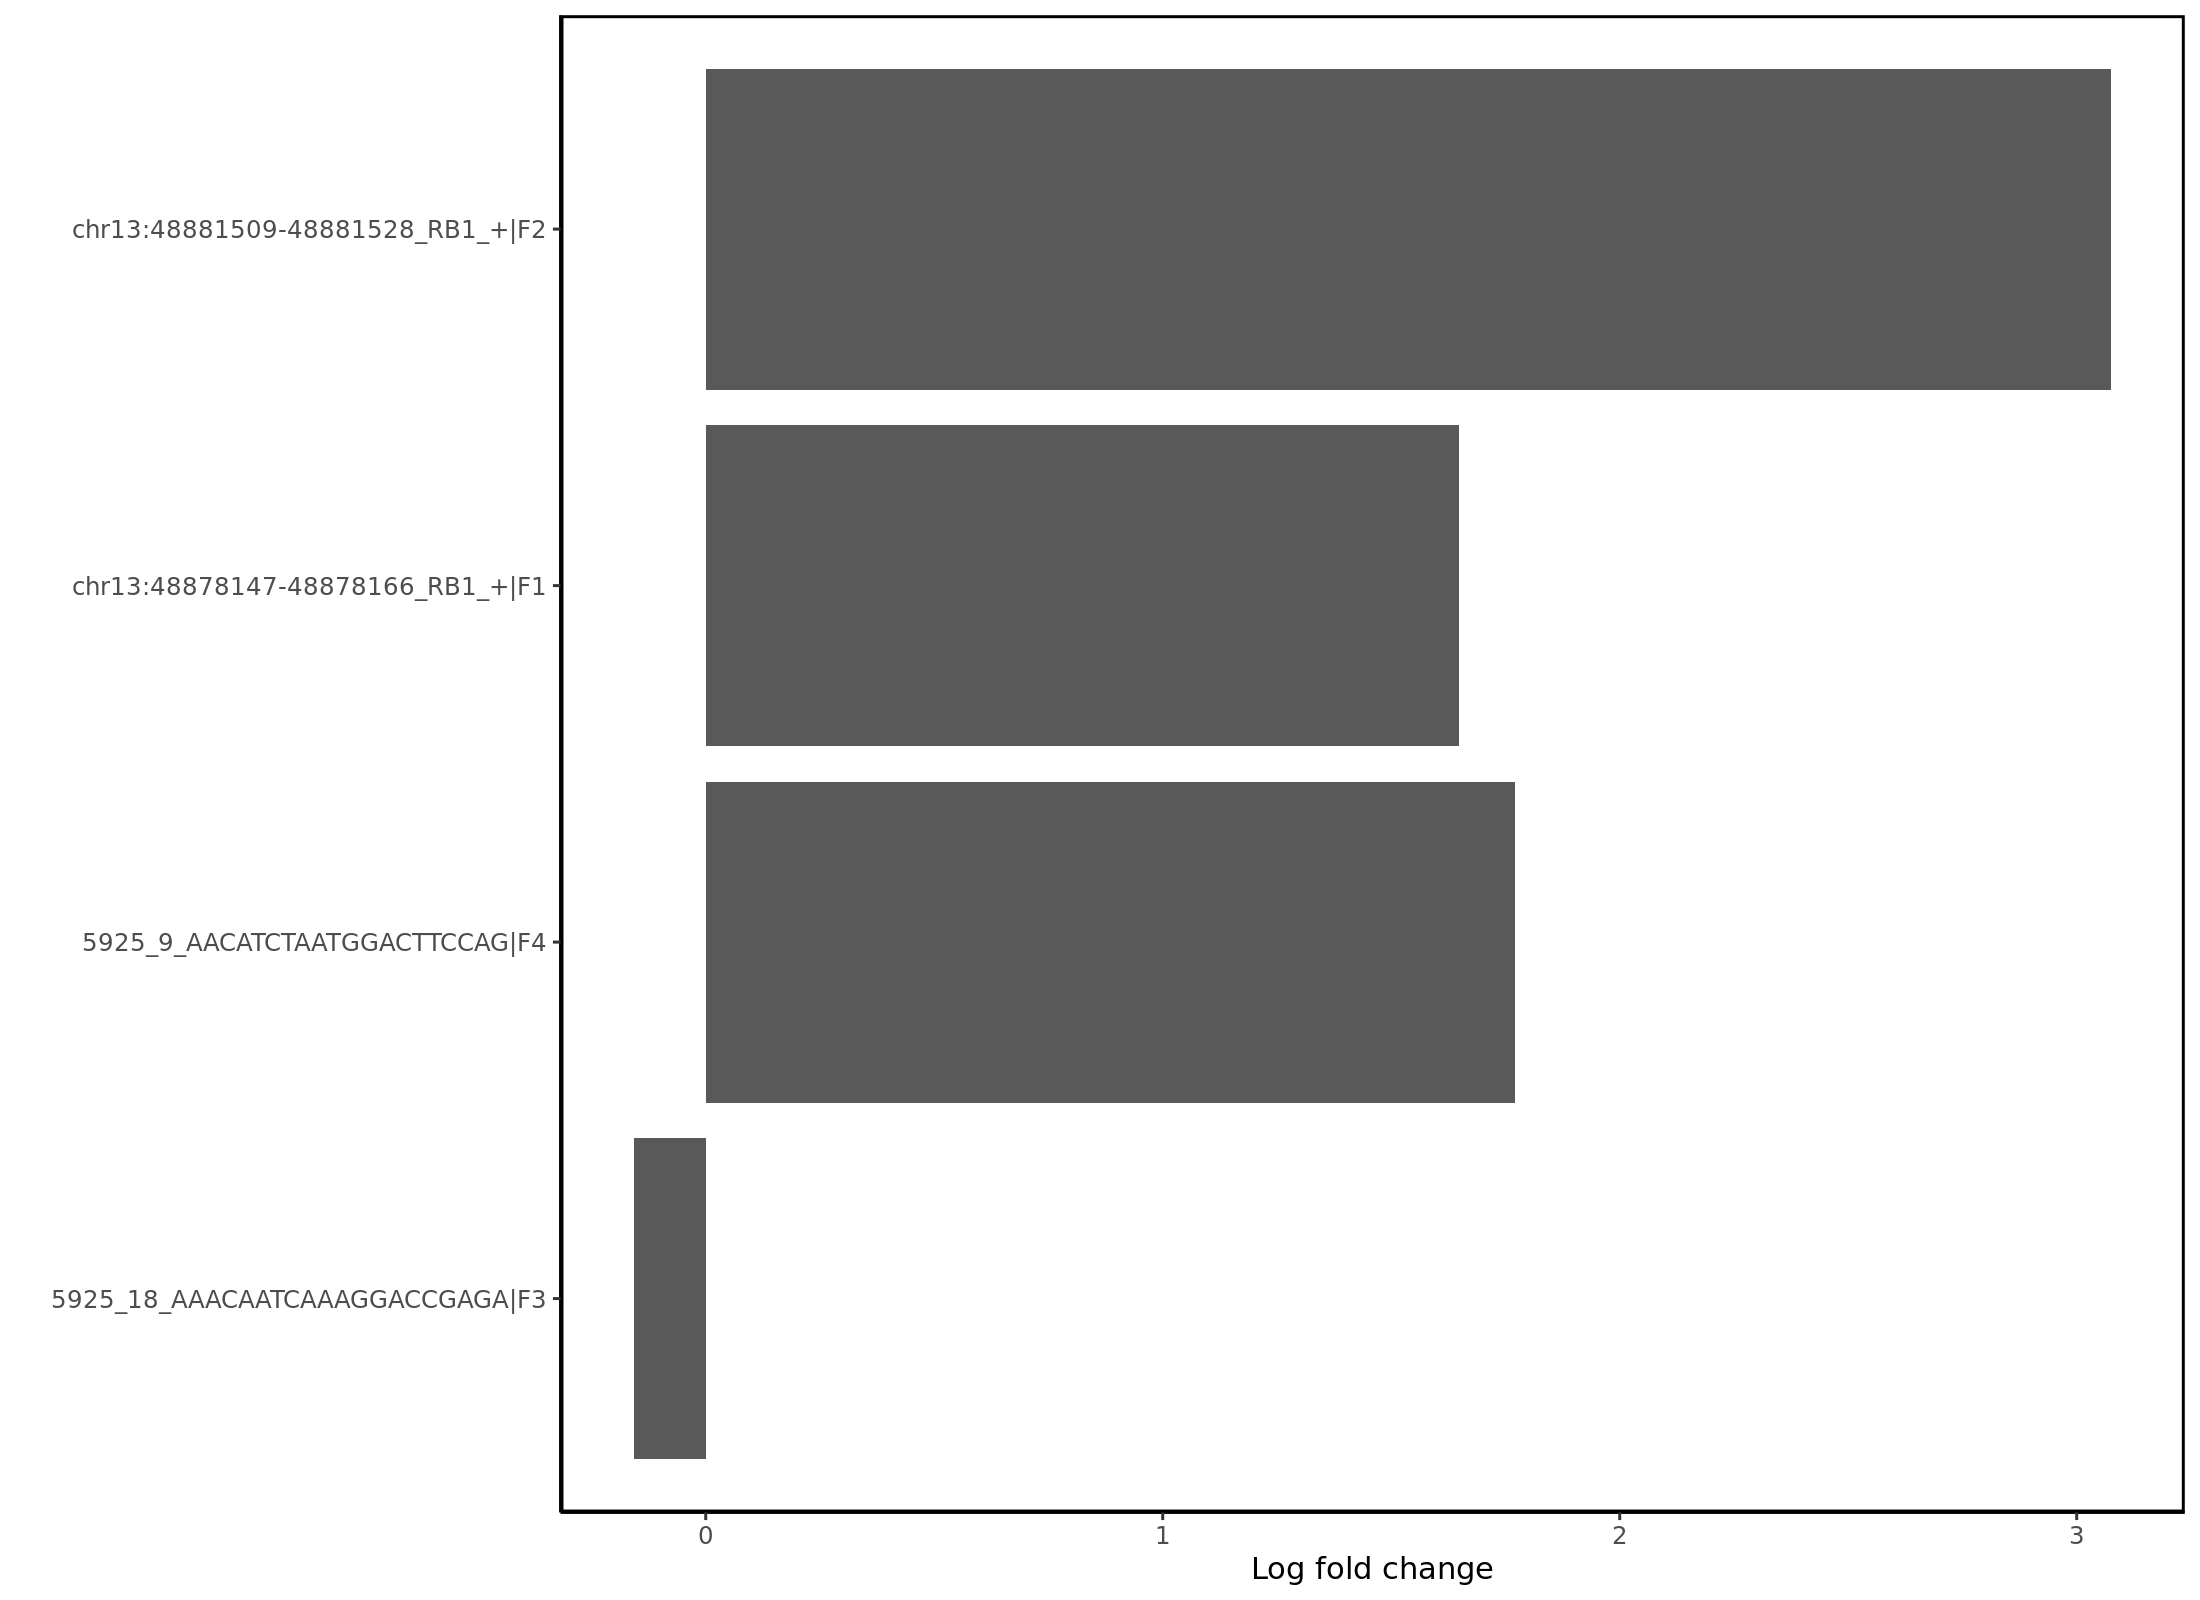 chr13:48881509-48881528_RB1_+|F2
chr13:48878147-48878166_RB1_+|F1
5925_9_AACATCTAATGGACTTCCAG|F4
5925_18_AAACAATCAAAGGACCGAGA|F3
0 1 2 3
Log fold change